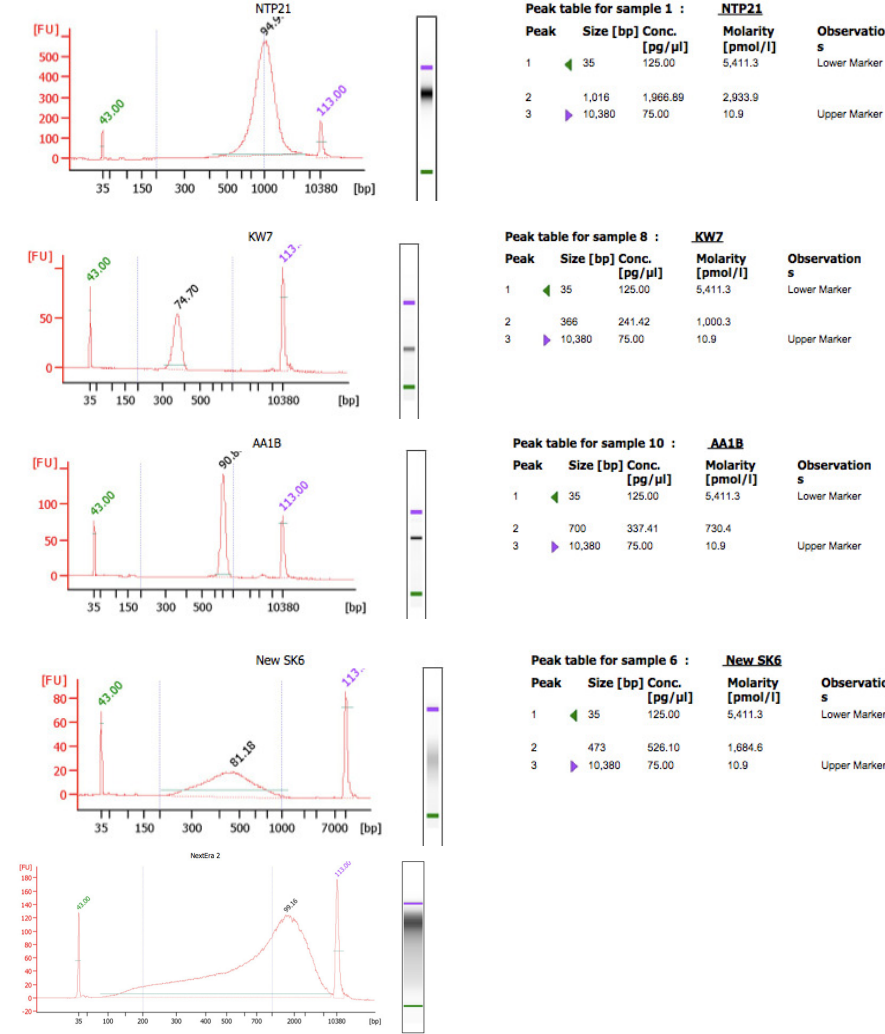 NTP21
[FU]
500
400
300
200
100
0
43.00
94.9
113.00
35 150 300 500 1000 10380 [bp]
Peak table for sample 1 : NTP21
Peak Size [bp] Conc. [pg/µl] Molarity [pmol/l] Observatio s
1 35 125.00 5,411.3 Lower Marker
2 1,016 1,966.89 2,933.9
3 10,380 75.00 10.9 Upper Marker
KW7
[FU]
50
0
43.00
74.70
113.
35 150 300 500 10380 [bp]
Peak table for sample 8 : KW7
Peak Size [bp] Conc. [pg/µl] Molarity [pmol/l] Observation s
1 35 125.00 5,411.3 Lower Marker
2 366 241.42 1,000.3
3 10,380 75.00 10.9 Upper Marker
AA1B
[FU]
100
50
0
43.00
90.8
113.00
35 150 300 500 10380 [bp]
Peak table for sample 10 : AA1B
Peak Size [bp] Conc. [pg/µl] Molarity [pmol/l] Observation s
1 35 125.00 5,411.3 Lower Marker
2 700 337.41 730.4
3 10,380 75.00 10.9 Upper Marker
New SK6
[FU]
80
60
40
20
0
43.00
81.18
113.
35 150 300 500 1000 7000 [bp]
Peak table for sample 6 : New SK6
Peak Size [bp] Conc. [pg/µl] Molarity [pmol/l] Observatio s
1 35 125.00 5,411.3 Lower Marker
2 473 526.10 1,684.6
3 10,380 75.00 10.9 Upper Marker
NextEra 2
[FU]
180
160
140
120
100
80
60
40
20
0
-20
43.00
99.16
113.00
35 100 200 300 400 500 700 2000 10380 [bp]